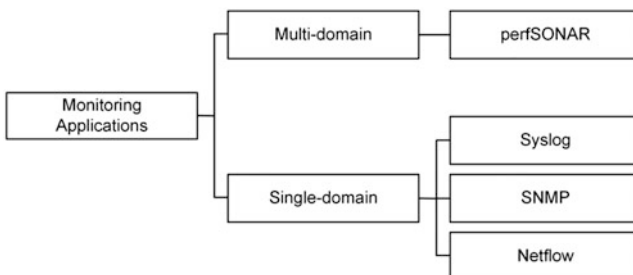 Multi-domain
perfSONAR
Monitoring
Applications
Syslog
Single-domain
SNMP
Netflow